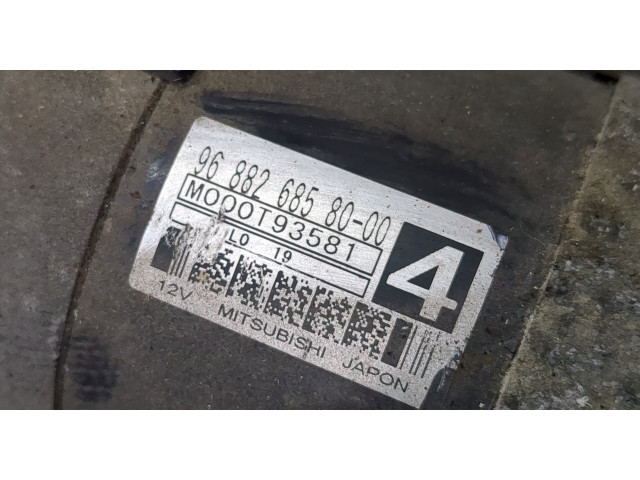 96 882 685 80-00
M000T93581
L0 19
4
12V MITSUBISHI JAPON